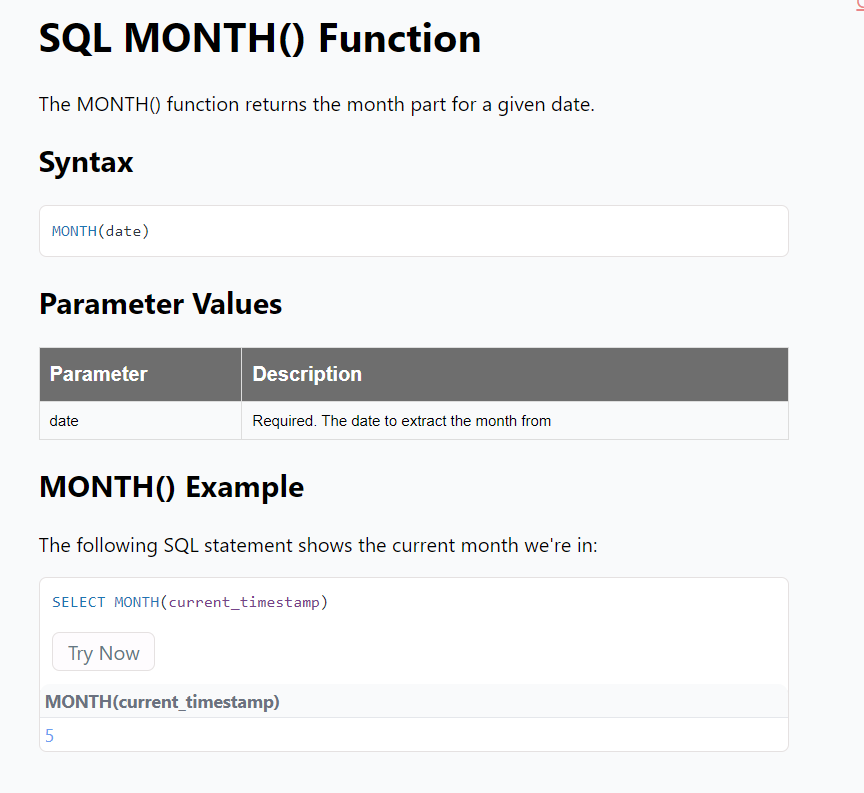 SQL MONTH() Function
The MONTH() function returns the month part for a given date.
Syntax
MONTH(date)
Parameter Values
Parameter Description
date Required. The date to extract the month from
MONTH() Example
The following SQL statement shows the current month we're in:
SELECT MONTH(current_timestamp)
Try Now
MONTH(current_timestamp)
5